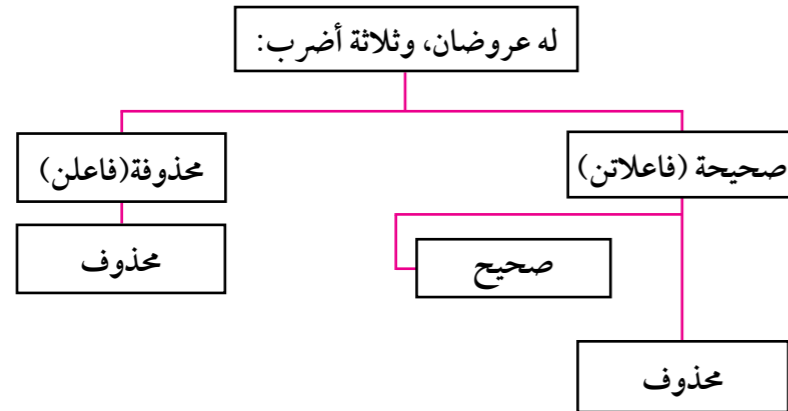 له عروضان، وثلاثة أضرب:
صحيحة (فاعلاتن)
محذوفة(فاعلن)
صحيح
محذوف
محذوف